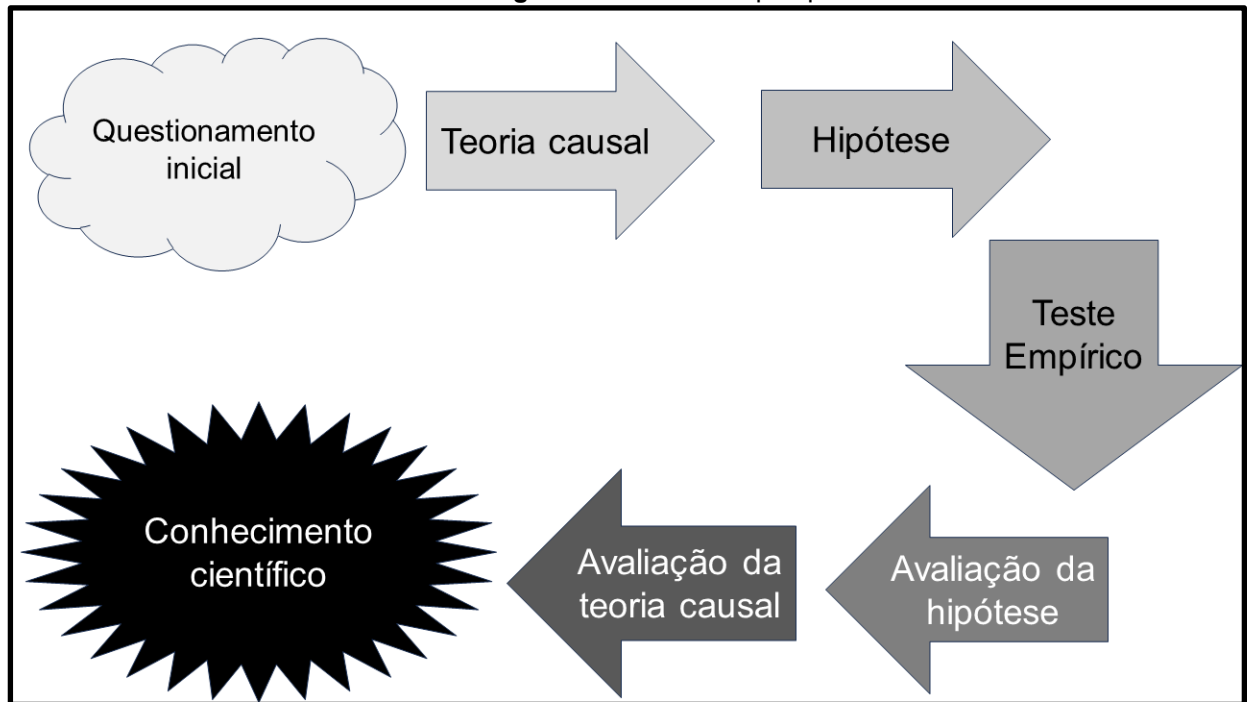 Questionamento
inicial
Teoria causal
Hipótese
Teste
Empírico
Avaliação da
hipótese
Avaliação da
teoria causal
Conhecimento
científico